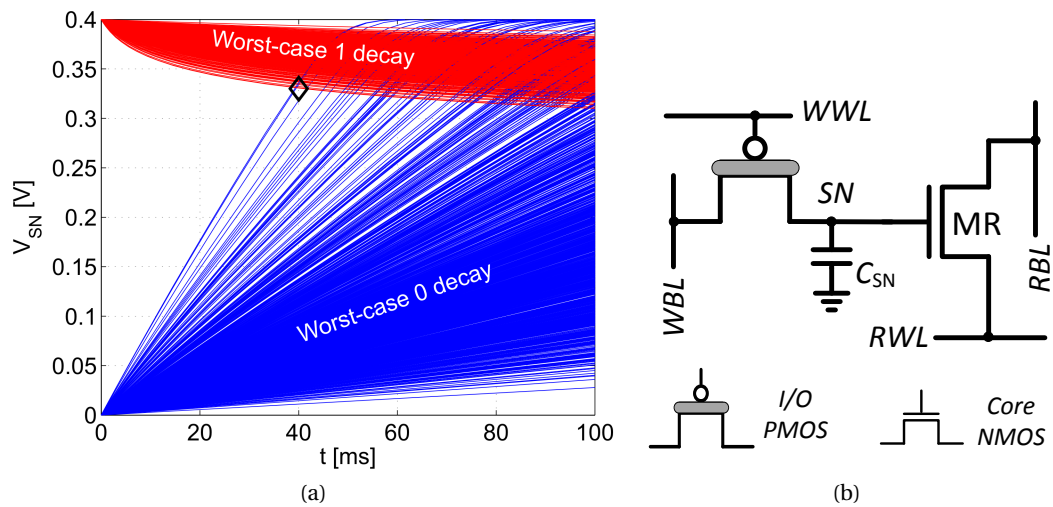 0.4
0.35
0.3
0.25
0.2
0.15
0.1
0.05
0
V_SN [V]
Worst-case 1 decay
Worst-case 0 decay
0 20 40 60 80 100
t [ms]
(a)
WWL
SN
MR
WBL
C_SN
RBL
RWL
I/O
PMOS
Core
NMOS
(b)